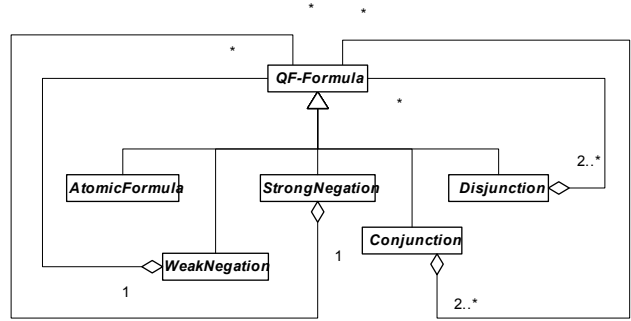 *
*
*
QF-Formula
*
2..*
AtomicFormula
StrongNegation
Disjunction
Conjunction
1
WeakNegation
1
2..*